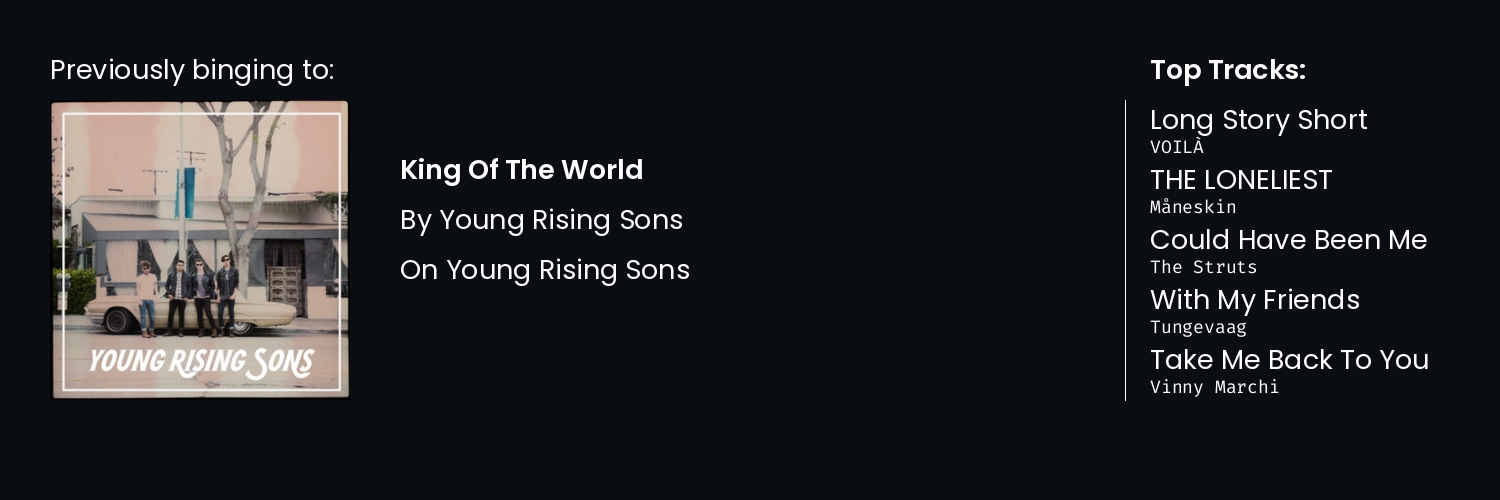 Previously binging to:
YOUNG RISING SONS
King Of The World
By Young Rising Sons
On Young Rising Sons
Top Tracks:
Long Story Short
VOILÀ
THE LONELIEST
Måneskin
Could Have Been Me
The Struts
With My Friends
Tungevaag
Take Me Back To You
Vinny Marchi